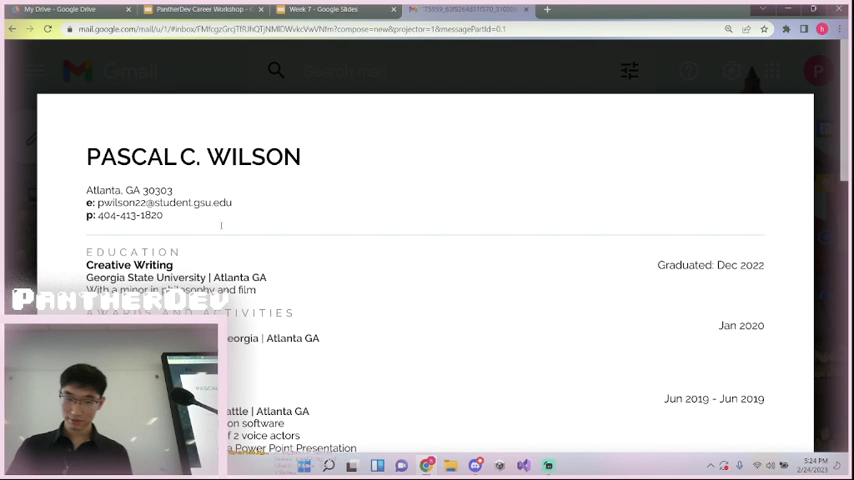 My Drive - Google Drive
PantherDev Career Workshop - G
Week 7 - Google Slides
mail.google.com/mail/u/1/#inbox/
compose=new&projector=1&messagePartId=0.1
Gmail
Search mail
P
PASCAL C. WILSON
Atlanta, GA 30303
e: pwilson22@student.gsu.edu
p: 404-413-1820
EDUCATION
Creative Writing
Graduated: Dec 2022
Georgia State University | Atlanta GA
With a minor in philosophy and film
PANTHERDEV
AWARDS AND ACTIVITIES
Jan 2020
eorgia | Atlanta GA
Jun 2019 - Jun 2019
attle | Atlanta GA
on software
of 2 voice actors
a Power Point Presentation
5:24 PM
2/24/2023